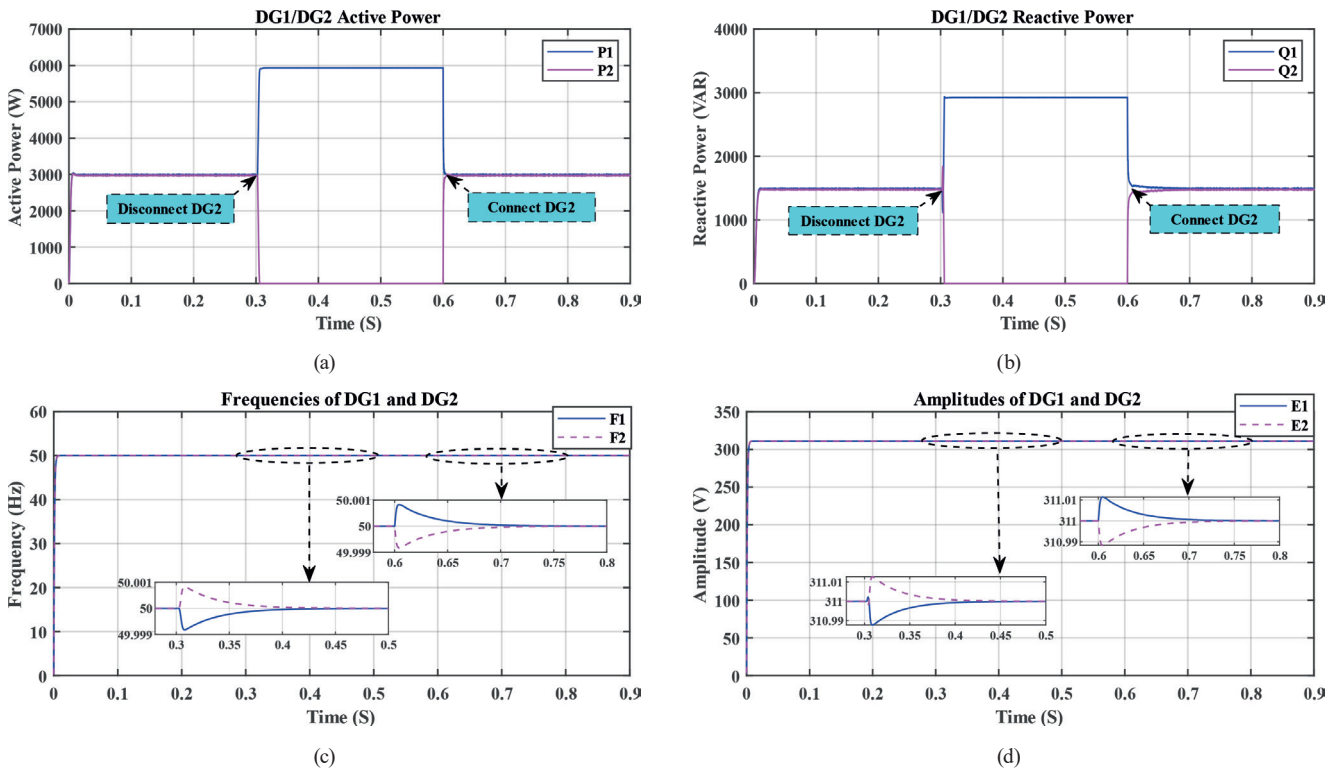 DG1/DG2 Active Power
7000
6000
5000
4000
3000
2000
1000
0
Active Power (W)
P1
P2
Disconnect DG2
Connect DG2
0 0.1 0.2 0.3 0.4 0.5 0.6 0.7 0.8 0.9
Time (S)
(a)
DG1/DG2 Reactive Power
4000
3000
2000
1000
0
Reactive Power (VAR)
Q1
Q2
Disconnect DG2
Connect DG2
0 0.1 0.2 0.3 0.4 0.5 0.6 0.7 0.8 0.9
Time (S)
(b)
Frequencies of DG1 and DG2
60
50
40
30
20
10
0
Frequency (Hz)
F1
F2
50.001
50
49.999
0.6 0.65 0.7 0.75 0.8
50.001
50
49.999
0.3 0.35 0.4 0.45 0.5
0 0.1 0.2 0.3 0.4 0.5 0.6 0.7 0.8 0.9
Time (S)
(c)
Amplitudes of DG1 and DG2
350
300
250
200
150
100
50
0
Amplitude (V)
E1
E2
311.01
311
310.99
0.6 0.65 0.7 0.75 0.8
311.01
311
310.99
0.3 0.35 0.4 0.45 0.5
0 0.1 0.2 0.3 0.4 0.5 0.6 0.7 0.8 0.9
Time (S)
(d)